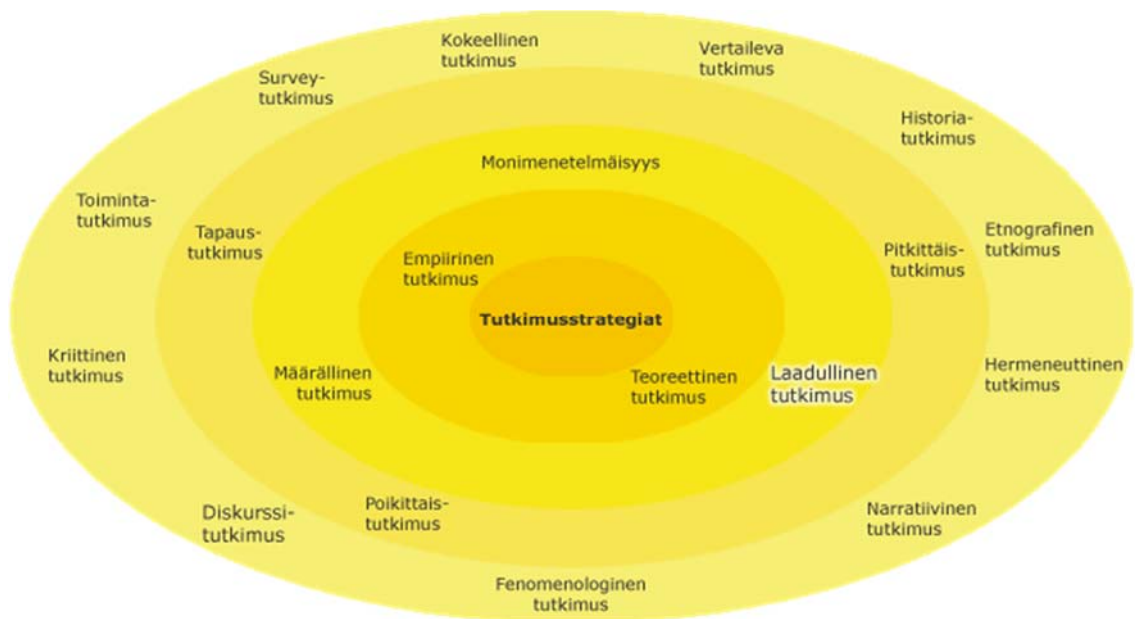 Kokeellinen
tutkimus
Vertaileva
tutkimus
Survey-
tutkimus
Historia-
tutkimus
Monimenetelmäisyys
Toiminta-
tutkimus
Tapaus-
tutkimus
Etnografinen
tutkimus
Pitkittäis-
tutkimus
Empiirinen
tutkimus
Tutkimusstrategiat
Kriittinen
tutkimus
Määrällinen
tutkimus
Teoreettinen
tutkimus
Laadullinen
tutkimus
Hermeneuttinen
tutkimus
Diskurssi-
tutkimus
Poikittais-
tutkimus
Narratiivinen
tutkimus
Fenomenologinen
tutkimus